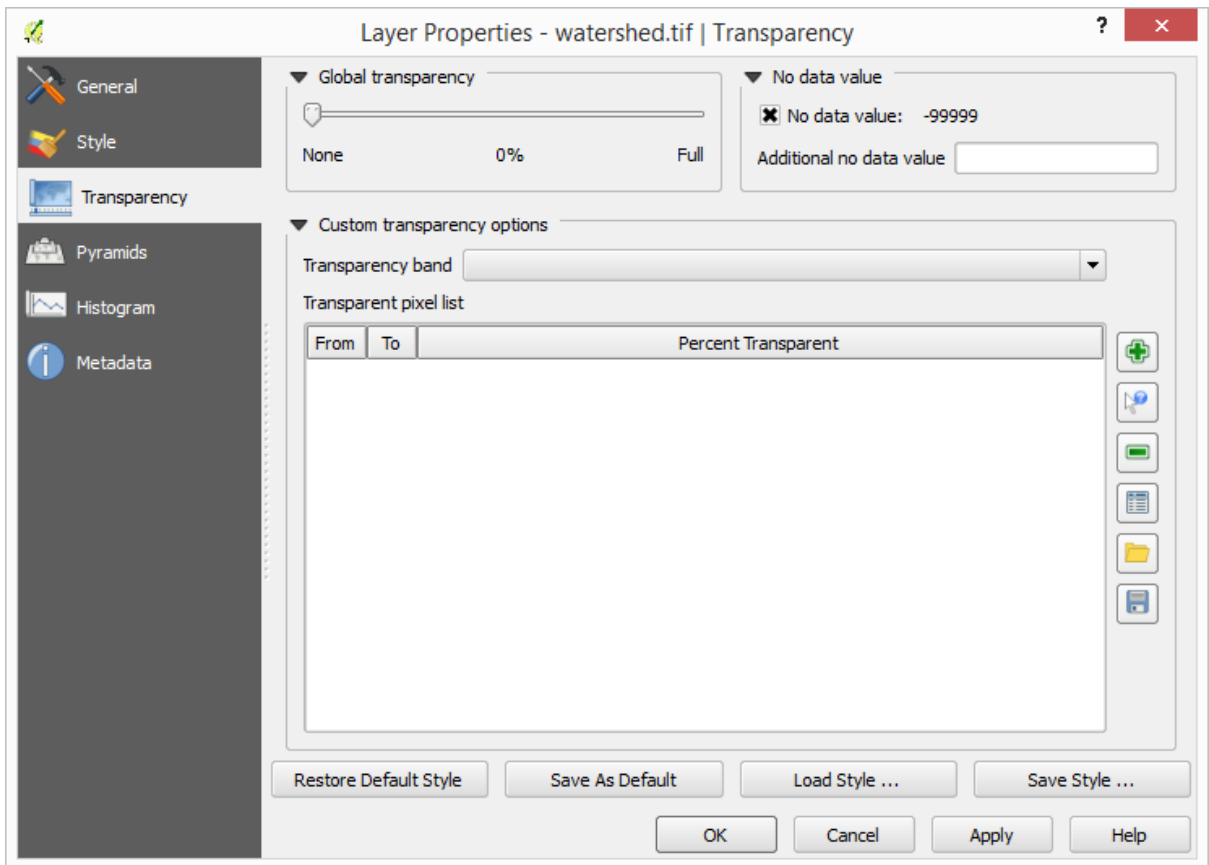 Layer Properties - watershed.tif | Transparency
?
General
Style
Transparency
Pyramids
Histogram
Metadata
Global transparency
None 0% Full
No data value
No data value: -99999
Additional no data value
Custom transparency options
Transparency band
Transparent pixel list
From To Percent Transparent
Restore Default Style Save As Default Load Style ... Save Style ...
OK Cancel Apply Help